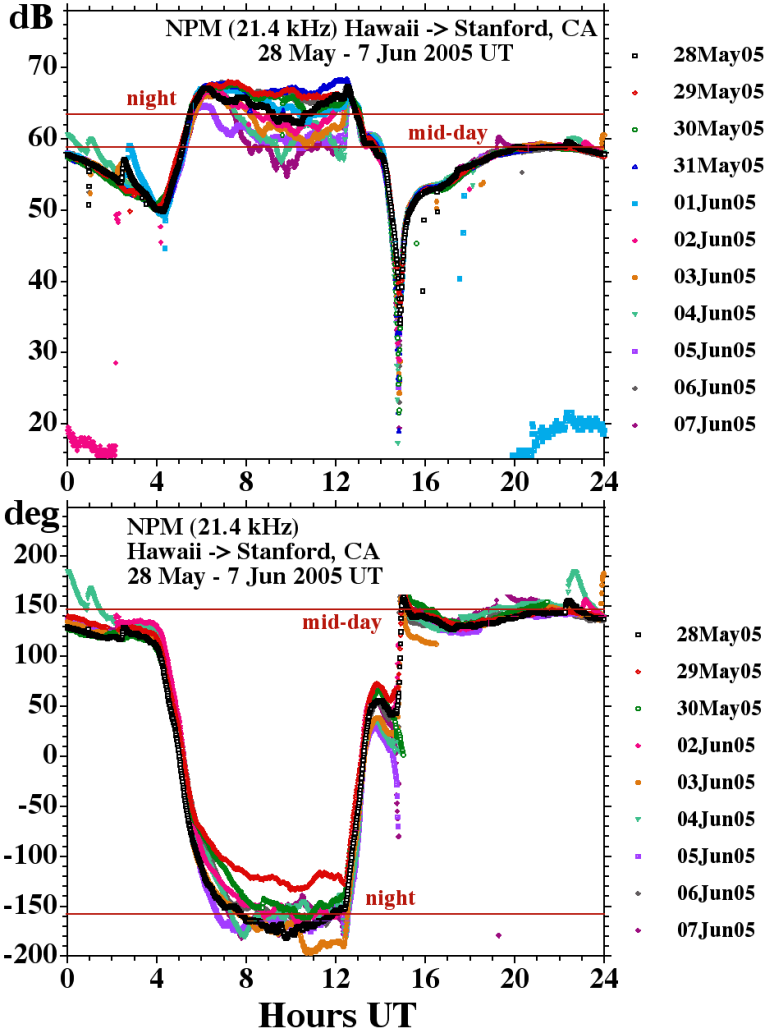 dB
NPM (21.4 kHz) Hawaii -> Stanford, CA
28 May - 7 Jun 2005 UT
night
mid-day
70
60
50
40
30
20
0 4 8 12 16 20 24
28May05
29May05
30May05
31May05
01Jun05
02Jun05
03Jun05
04Jun05
05Jun05
06Jun05
07Jun05
deg
NPM (21.4 kHz)
Hawaii -> Stanford, CA
28 May - 7 Jun 2005 UT
mid-day
night
200
150
100
50
0
-50
-100
-150
-200
0 4 8 12 16 20 24
Hours UT
28May05
29May05
30May05
02Jun05
03Jun05
04Jun05
05Jun05
06Jun05
07Jun05